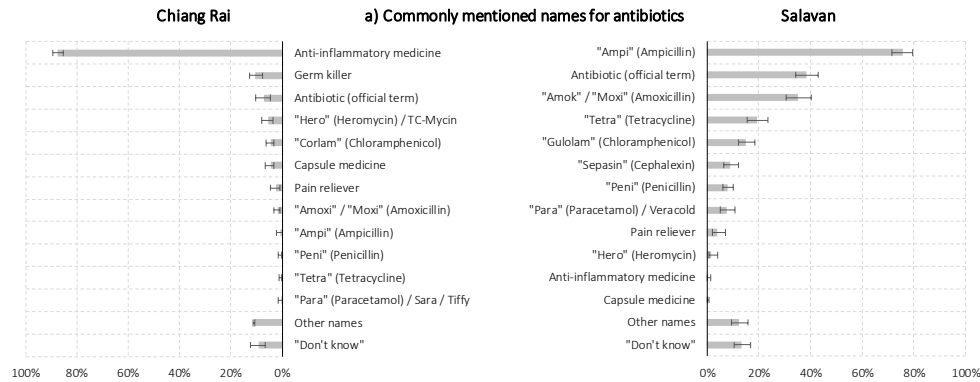 Chiang Rai
a) Commonly mentioned names for antibiotics
Salavan
Anti-inflammatory medicine
Germ killer
Antibiotic (official term)
"Hero" (Heromycin) / TC-Mycin
"Corlam" (Chloramphenicol)
Capsule medicine
Pain reliever
"Amoxi" / "Moxi" (Amoxicillin)
"Ampi" (Ampicillin)
"Peni" (Penicillin)
"Tetra" (Tetracycline)
"Para" (Paracetamol) / Sara / Tiffy
Other names
"Don't know"
100% 80% 60% 40% 20% 0%
"Ampi" (Ampicillin)
Antibiotic (official term)
"Amok" / "Moxi" (Amoxicillin)
"Tetra" (Tetracycline)
"Gulolam" (Chloramphenicol)
"Sepasin" (Cephalexin)
"Peni" (Penicillin)
"Para" (Paracetamol) / Veracold
Pain reliever
"Hero" (Heromycin)
Anti-inflammatory medicine
Capsule medicine
Other names
"Don't know"
0% 20% 40% 60% 80% 100%